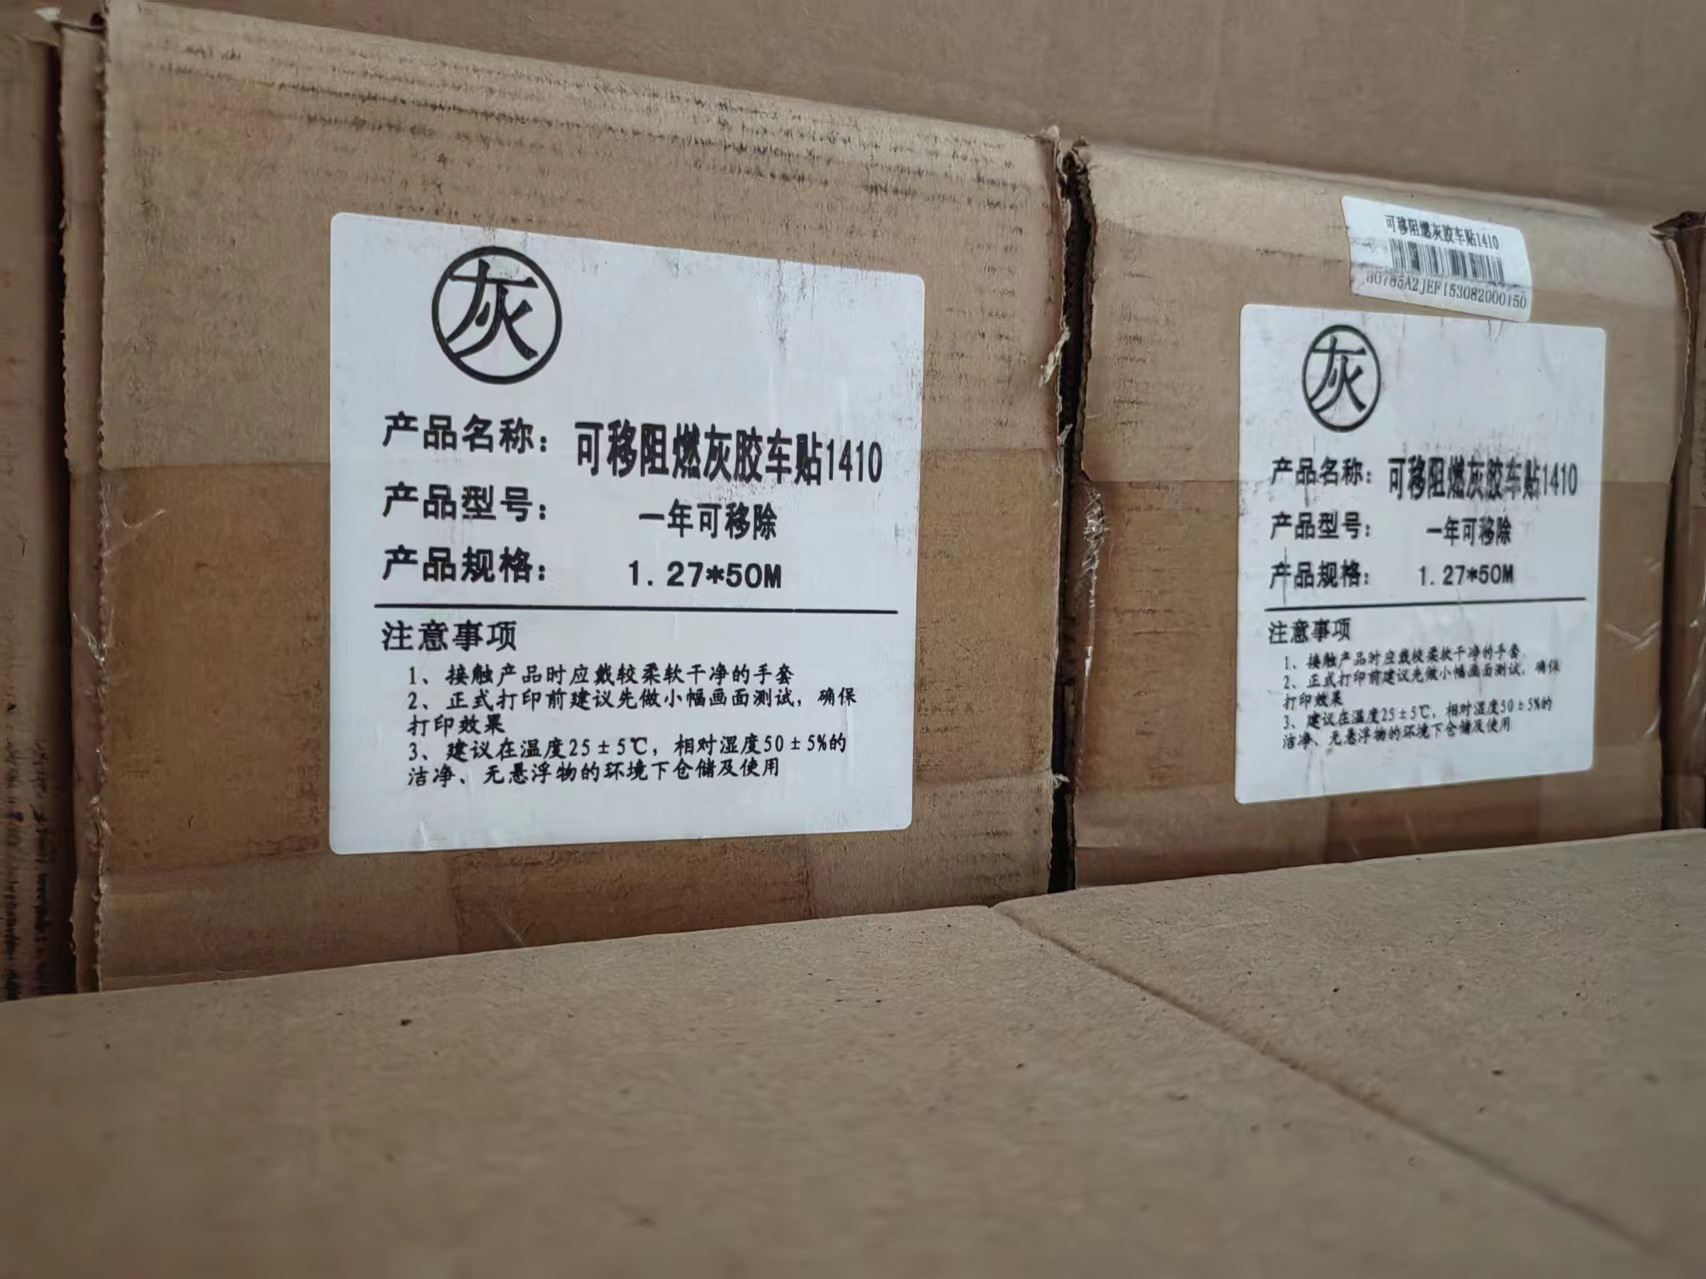 灰
产品名称：可移阻燃灰胶车贴1410
产品型号：一年可移除
产品规格：1.27*50M
注意事项
1、接触产品时应戴较柔软干净的手套
2、正式打印前建议先做小幅画面测试，确保
打印效果
3、建议在温度25±5℃，相对湿度50±5%的
洁净、无悬浮物的环境下仓储及使用
可移阻燃灰胶车贴1410
灰
产品名称：可移阻燃灰胶车贴1410
产品型号：一年可移除
产品规格：1.27*50M
注意事项
1、接触产品时应戴较柔软干净的手套
2、正式打印前建议先做小幅画面测试，确保
打印效果
3、建议在温度25±5℃，相对湿度50±5%的
洁净、无悬浮物的环境下仓储及使用